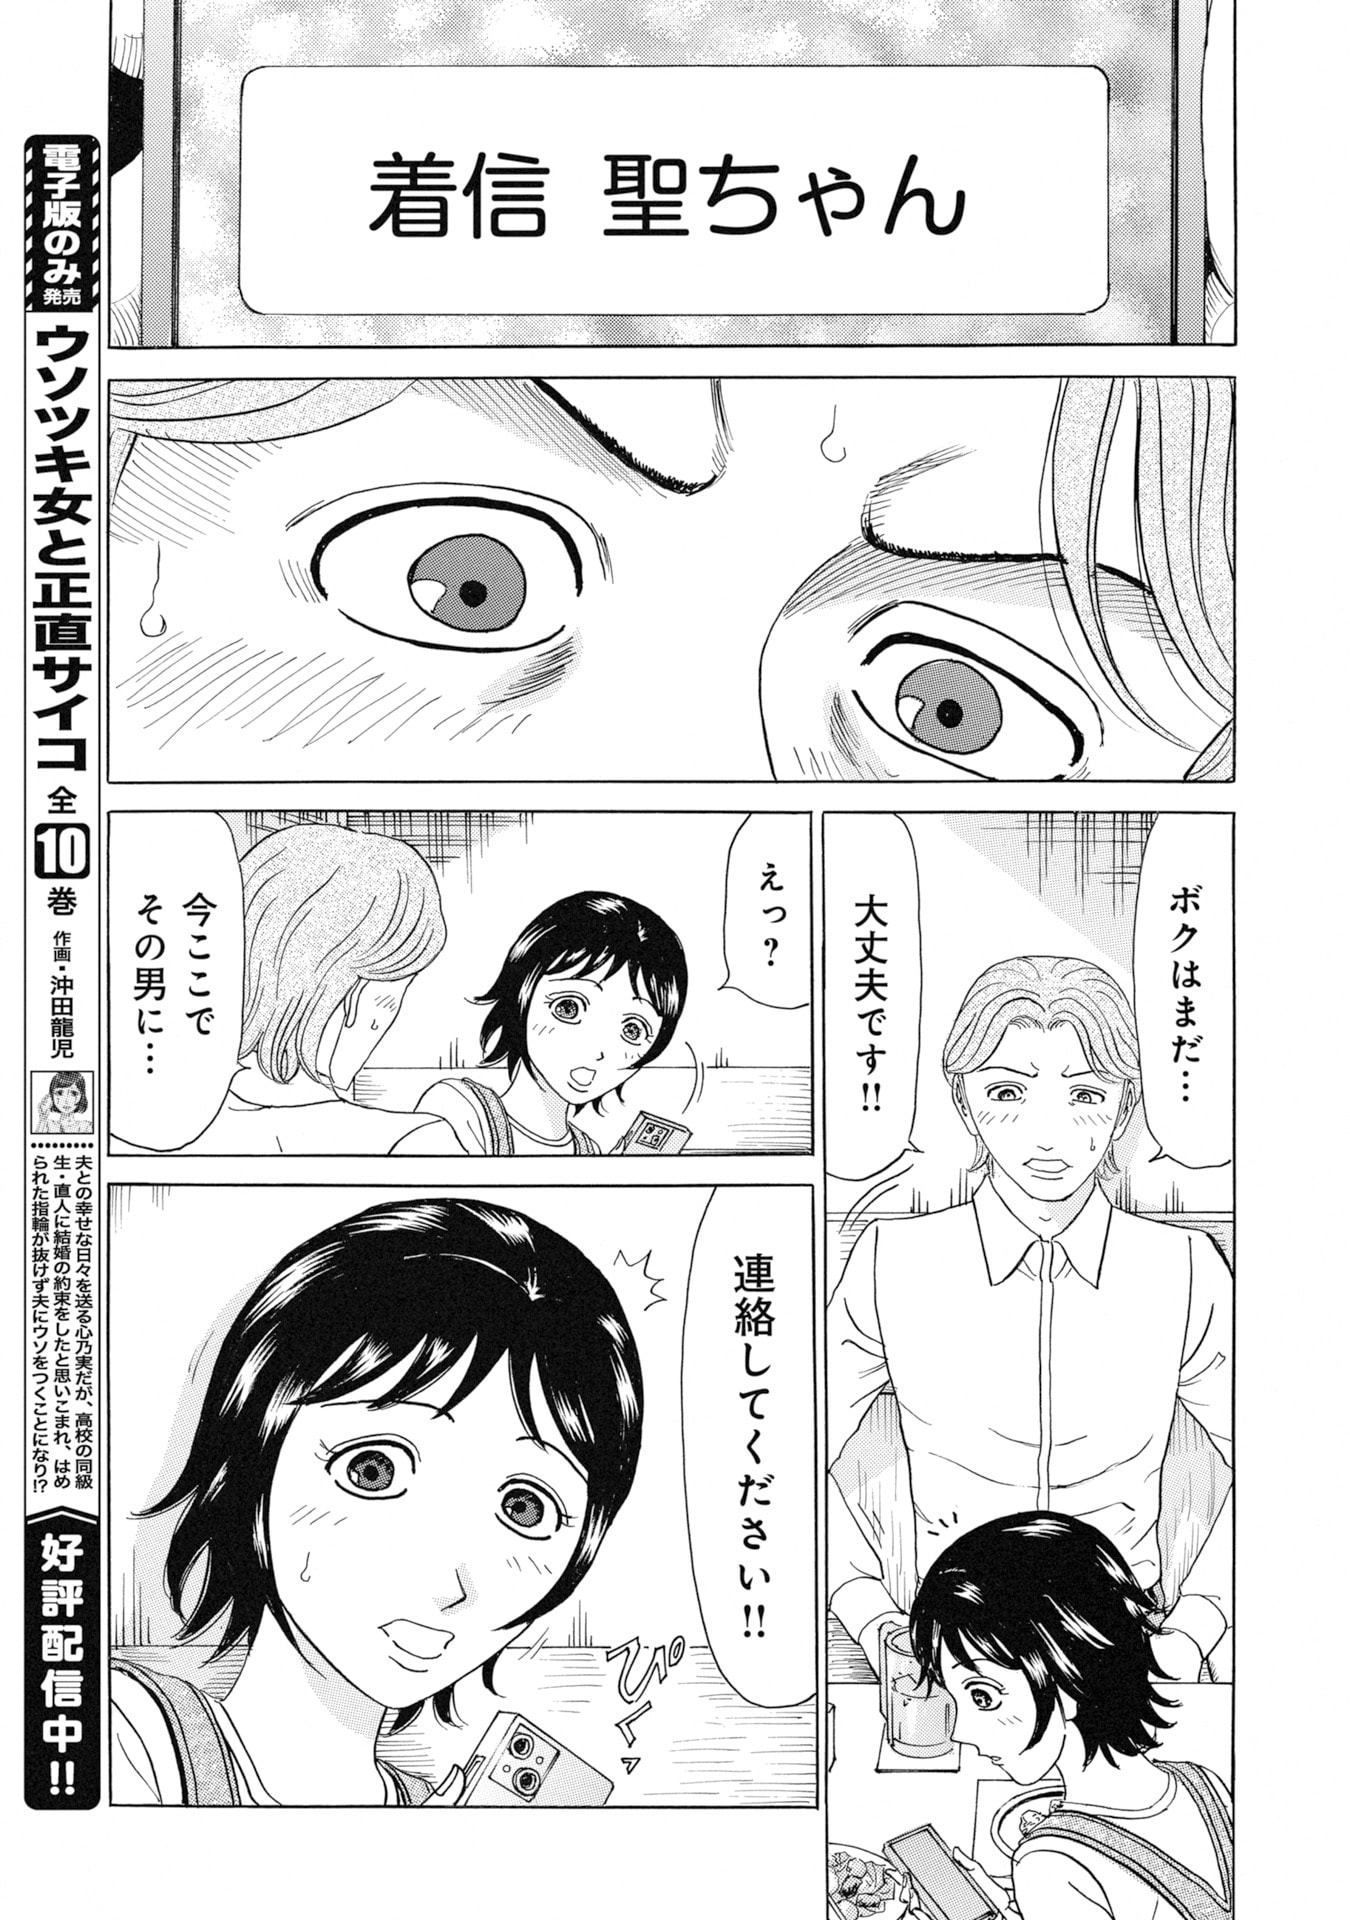 着信 聖ちゃん
ボクはまだ…
大丈夫です!!
えっ?
今ここで
その男に…
連絡してください!!
ぴくっ
電子版のみ発売
ウソツキ女と正直サイコ 全10巻
作画・沖田龍児
夫との幸せな日々を送る心乃実だが、高校の同級
生・直人に結婚の約束をしたと思いこまれ、はめ
られた指輪が抜けず夫にウソをつくことになり!?
好評配信中!!